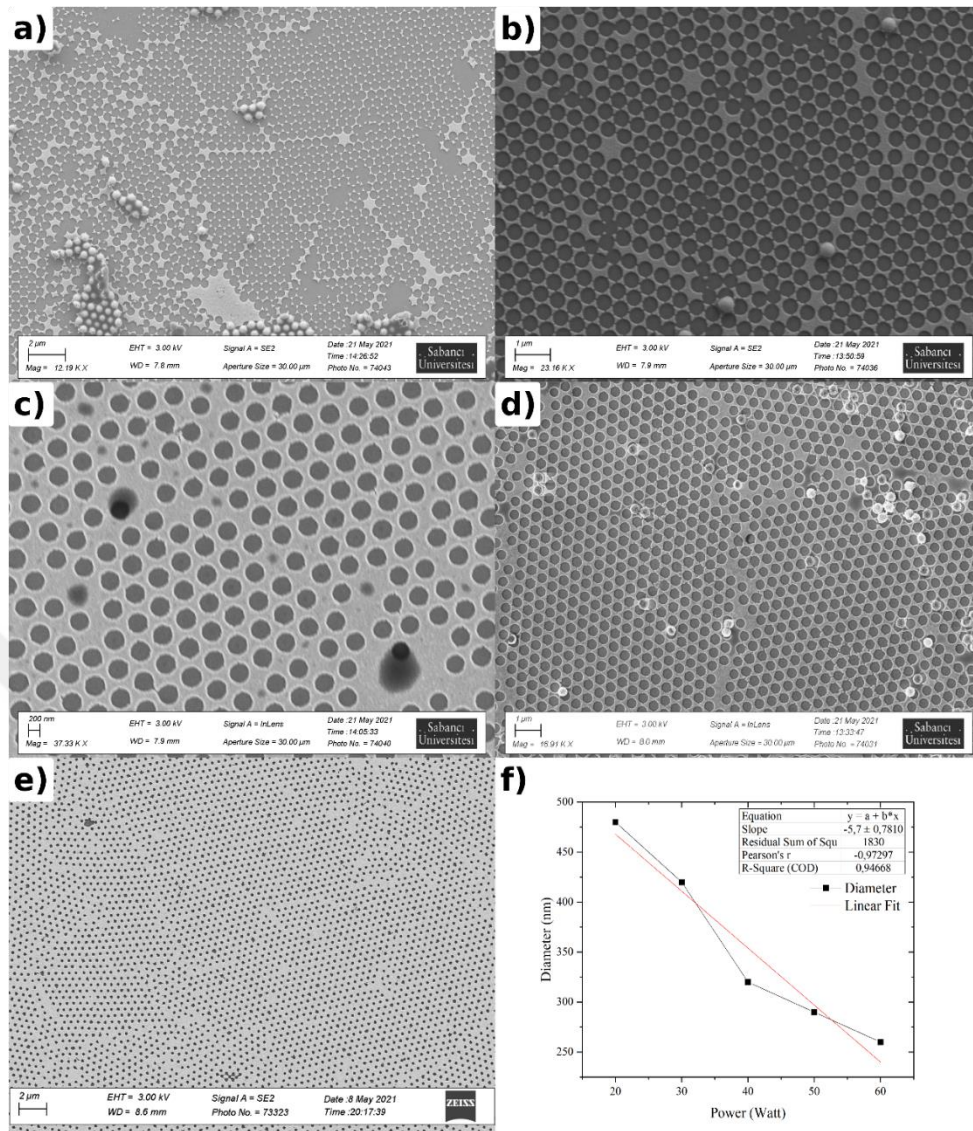 a)
2 µm
Mag = 12.19 K X
EHT = 3.00 kV
WD = 7.8 mm
Signal A = SE2
Aperture Size = 30.00 µm
Date :21 May 2021
Time :14:26:52
Photo No. = 74043
Sabancı
Üniversitesi
b)
1 µm
Mag = 23.16 K X
EHT = 3.00 kV
WD = 7.9 mm
Signal A = SE2
Aperture Size = 30.00 µm
Date :21 May 2021
Time :13:50:59
Photo No. = 74036
Sabancı
Üniversitesi
c)
200 nm
Mag = 37.33 K X
EHT = 3.00 kV
WD = 7.9 mm
Signal A = InLens
Aperture Size = 30.00 µm
Date :21 May 2021
Time :14:05:33
Photo No. = 74040
Sabancı
Üniversitesi
d)
1 µm
Mag = 16.91 K X
EHT = 3.00 kV
WD = 8.0 mm
Signal A = InLens
Aperture Size = 30.00 µm
Date :21 May 2021
Time :13:33:47
Photo No. = 74031
Sabancı
Üniversitesi
e)
2 µm
EHT = 3.00 kV
WD = 8.6 mm
Signal A = SE2
Photo No. = 73323
Date :8 May 2021
Time :20:17:39
ZEISS
f)
Equation y = a + b*x
Slope -5,7 ± 0,7810
Residual Sum of Squ 1830
Pearson's r -0,97297
R-Square (COD) 0,94668
Diameter
Linear Fit
500
450
400
350
300
250
Diameter (nm)
20 30 40 50 60
Power (Watt)